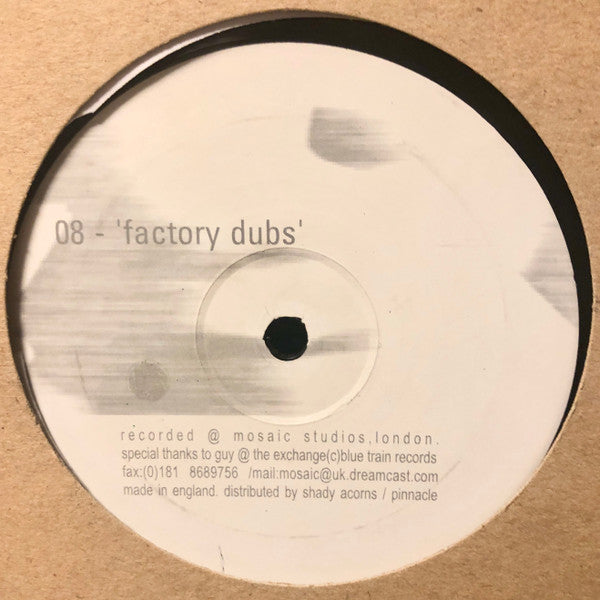 08 - 'factory dubs'
recorded @ mosaic studios,london.
special thanks to guy @ the exchange(c)blue train records
fax:(0)181 8689756 /mail:mosaic@uk.dreamcast.com
made in england. distributed by shady acorns / pinnacle